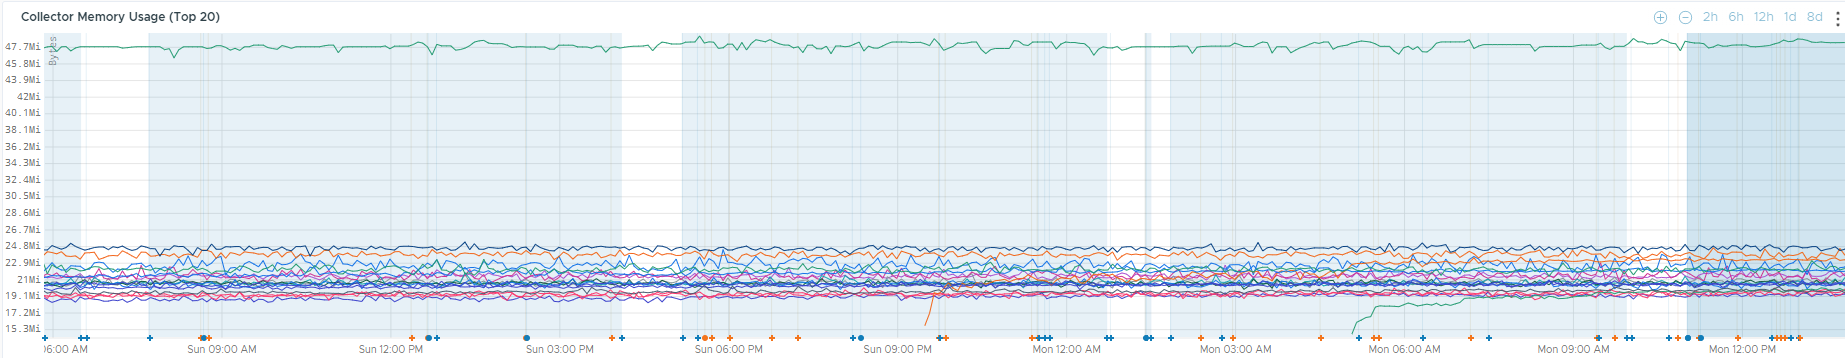 Collector Memory Usage (Top 20)
2h 6h 12h 1d 8d
Bytes
47.7Mi
45.8Mi
43.9Mi
42Mi
40.1Mi
38.1Mi
36.2Mi
34.3Mi
32.4Mi
30.5Mi
28.6Mi
26.7Mi
24.8Mi
22.9Mi
21Mi
19.1Mi
17.2Mi
15.3Mi
06:00 AM Sun 09:00 AM Sun 12:00 PM Sun 03:00 PM Sun 06:00 PM Sun 09:00 PM Mon 12:00 AM Mon 03:00 AM Mon 06:00 AM Mon 09:00 AM Mon 12:00 PM